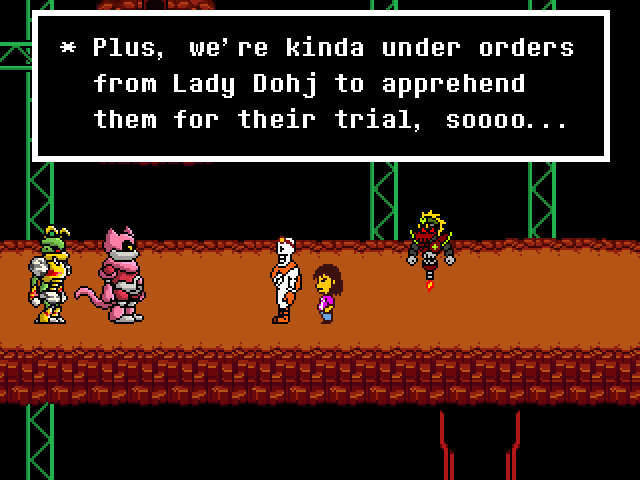 * Plus, we're kinda under orders
from Lady Dohj to apprehend
them for their trial, soooo...